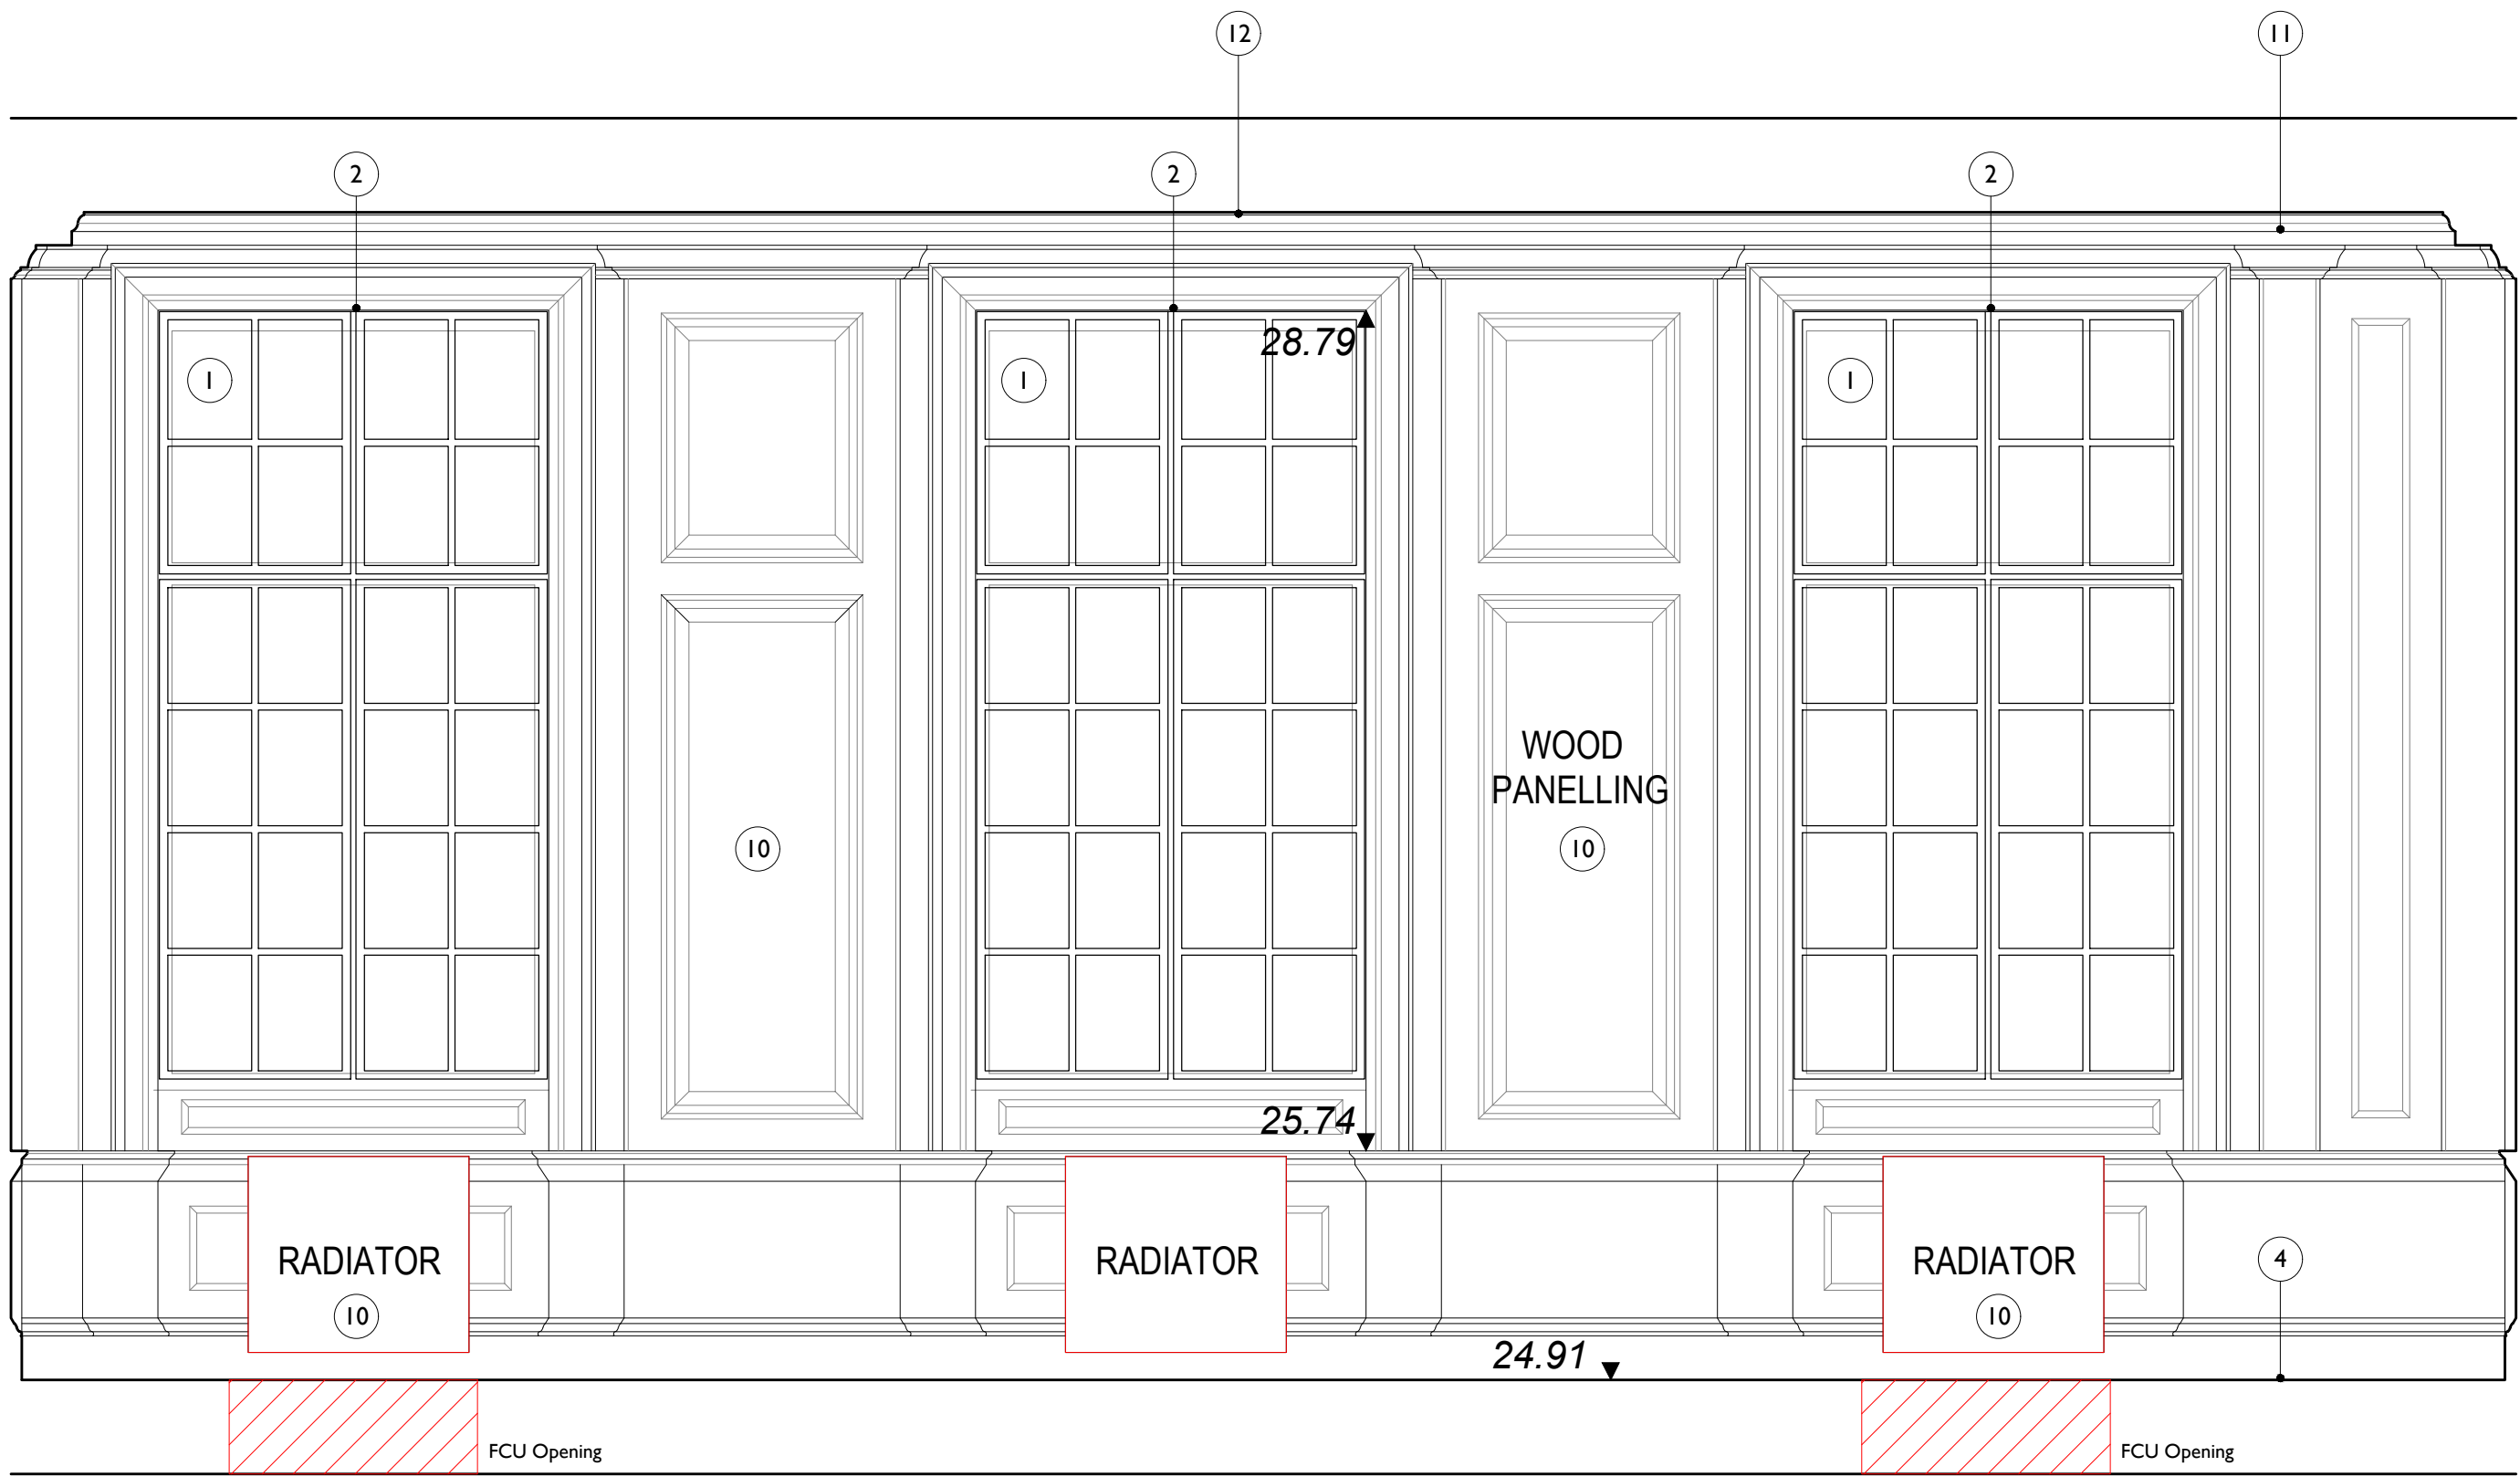 12
11
2
2
2
28.79
1
1
1
WOOD
PANELLING
10
10
25.74
RADIATOR
RADIATOR
RADIATOR
4
10
10
24.91
FCU Opening
FCU Opening